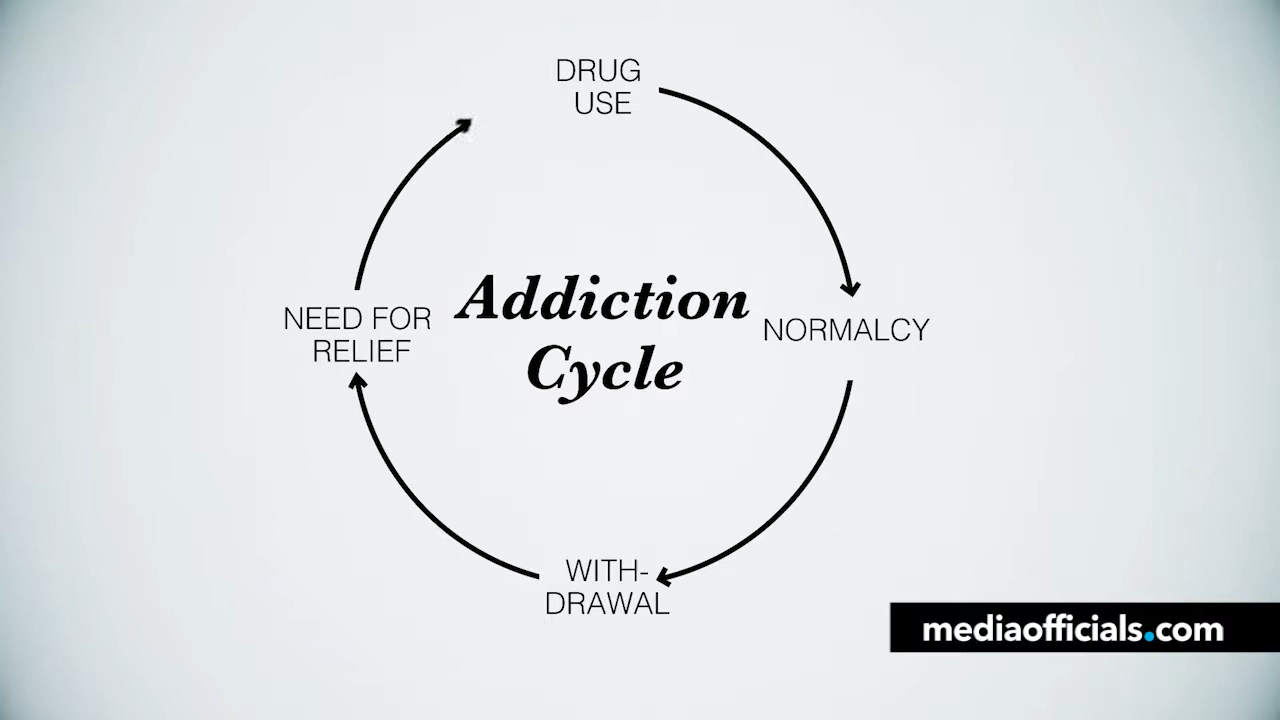 DRUG
USE
NEED FOR
RELIEF
Addiction
Cycle
NORMALCY
WITH-
DRAWAL
mediaofficials.com